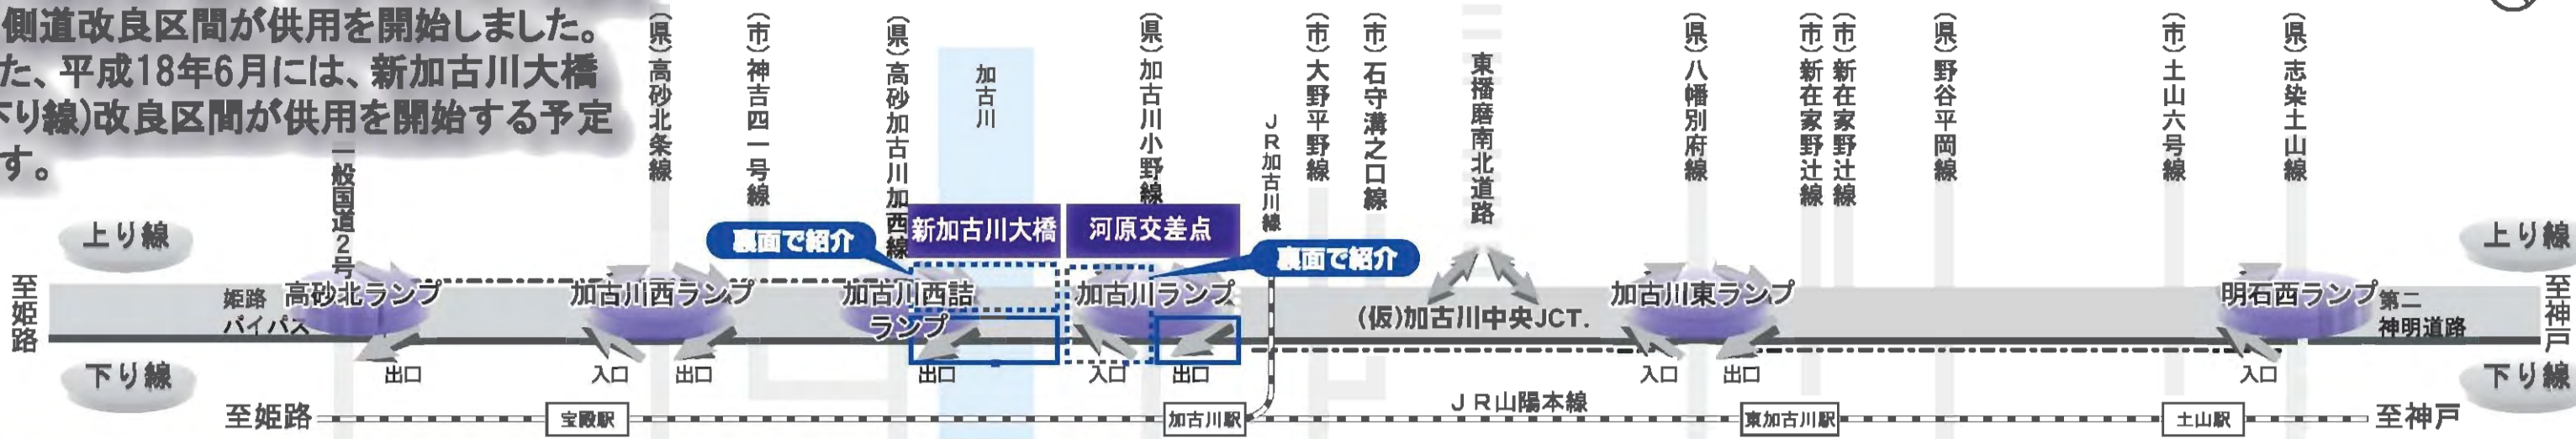 側道改良区間が供用を開始しました。
た、平成18年6月には、新加古川大橋
下り線)改良区間が供用を開始する予定
す。
一般国道2号
(県)高砂北条線
(市)神吉四一号線
(県)高砂加古川加西線
加古川
(県)加古川小野線
JR加古川線
(市)大野平野線
(市)石守溝之口線
東播磨南北道路
(県)八幡別府線
(市)新在家野辻線
(市)新在家野辻線
(県)野谷平岡線
(市)土山六号線
(県)志染土山線
上り線
裏面で紹介
新加古川大橋
河原交差点
裏面で紹介
上り線
至姫路
姫路
バイパス
高砂北ランプ
加古川西ランプ
加古川西詰
ランプ
加古川ランプ
(仮)加古川中央JCT.
加古川東ランプ
明石西ランプ
第二
神明道路
至神戸
下り線
出口
入口
出口
出口
入口
出口
入口
出口
入口
下り線
至姫路
宝殿駅
加古川駅
JR山陽本線
東加古川駅
土山駅
至神戸